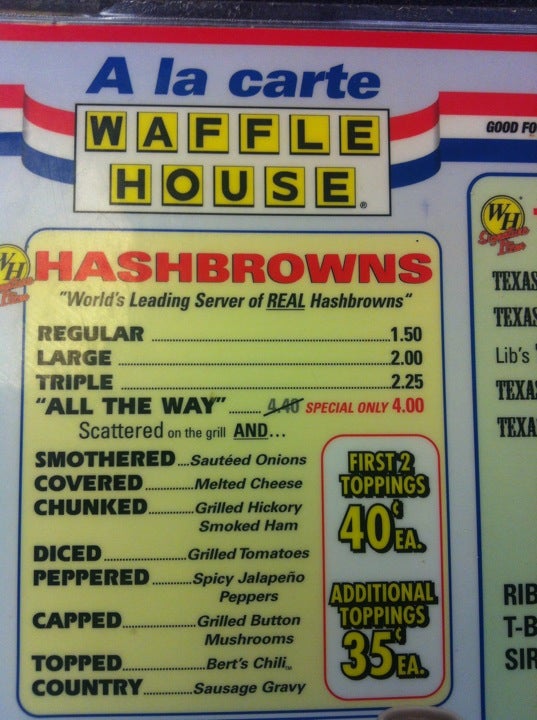 A la carte
WAFFLE
HOUSE®
GOOD FO
WH
HASHBROWNS
"World's Leading Server of REAL Hashbrowns"
REGULAR 1.50
LARGE 2.00
TRIPLE 2.25
"ALL THE WAY" 4.40 SPECIAL ONLY 4.00
Scattered on the grill AND...
SMOTHERED....Sautéed Onions
COVERED Melted Cheese
CHUNKED Grilled Hickory
Smoked Ham
DICED Grilled Tomatoes
PEPPERED Spicy Jalapeño
Peppers
CAPPED Grilled Button
Mushrooms
TOPPED Bert's Chili™
COUNTRY Sausage Gravy
FIRST 2
TOPPINGS
40¢ EA.
ADDITIONAL
TOPPINGS
35¢ EA.
WH
TEXAS
TEXAS
Lib's
TEXA
TEXA
RIB
T-B
SIR